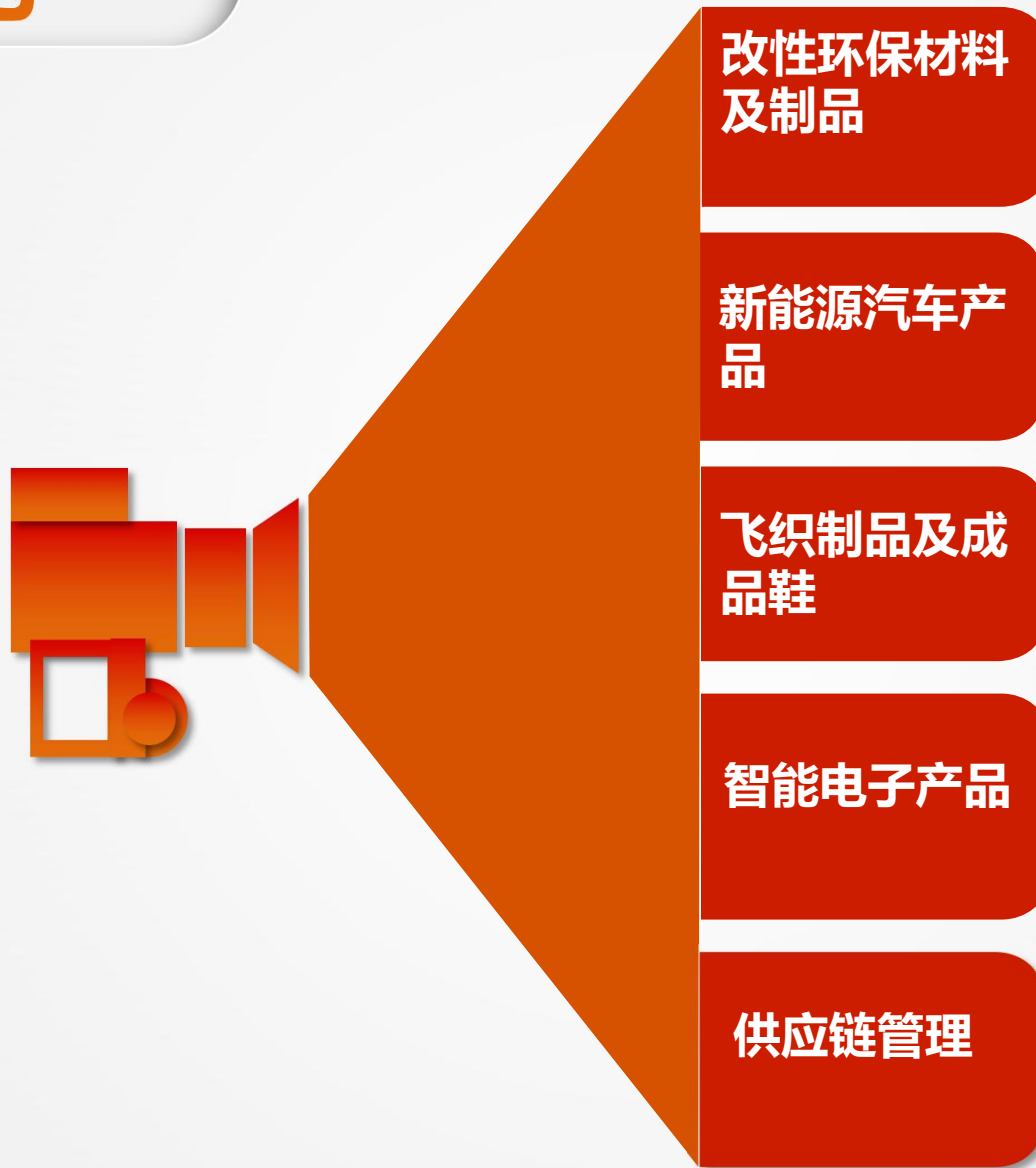 改性环保材料
及制品
新能源汽车产
品
飞织制品及成
品鞋
智能电子产品
供应链管理